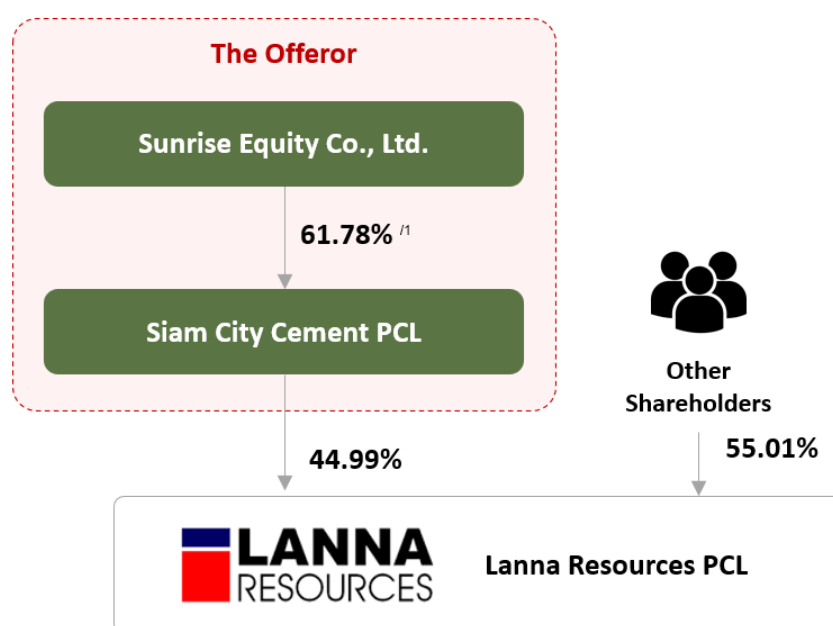 The Offeror
Sunrise Equity Co., Ltd.
61.78% /1
Siam City Cement PCL
Other
Shareholders
44.99%
55.01%
LANNA
RESOURCES
Lanna Resources PCL